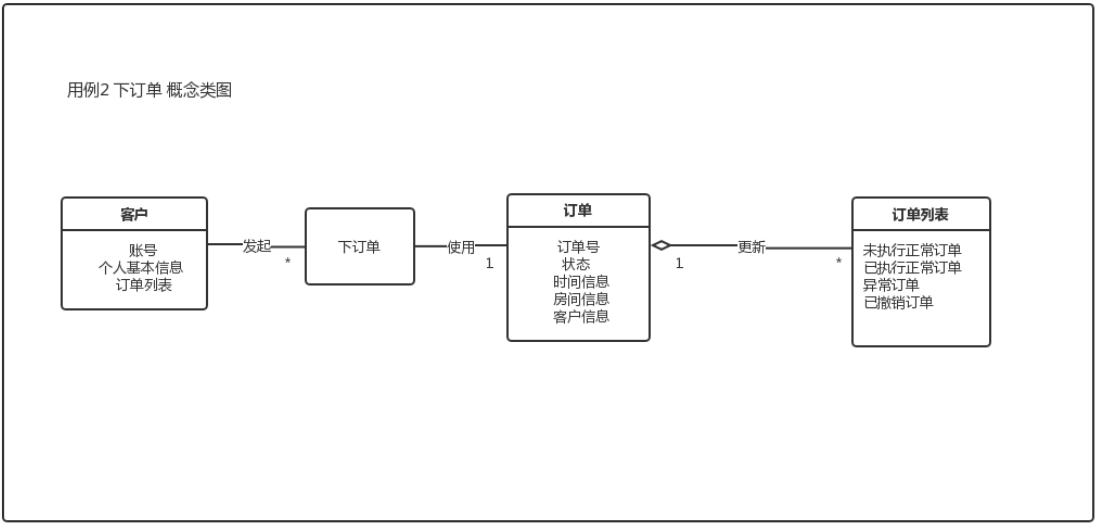 用例2 下订单 概念类图
客户
账号
个人基本信息
订单列表
发起
*
下订单
使用
1
订单
订单号
状态
时间信息
房间信息
客户信息
1
更新
*
订单列表
未执行正常订单
已执行正常订单
异常订单
已撤销订单